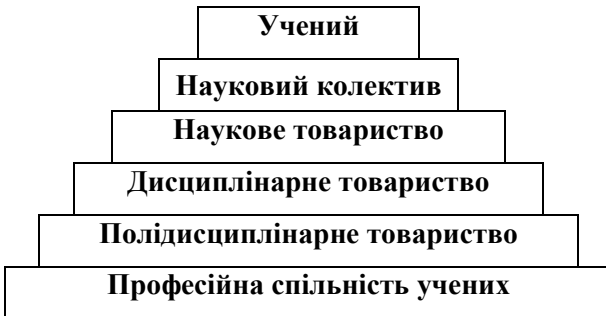 Учений
Науковий колектив
Наукове товариство
Дисциплінарне товариство
Полідисциплінарне товариство
Професійна спільність учених